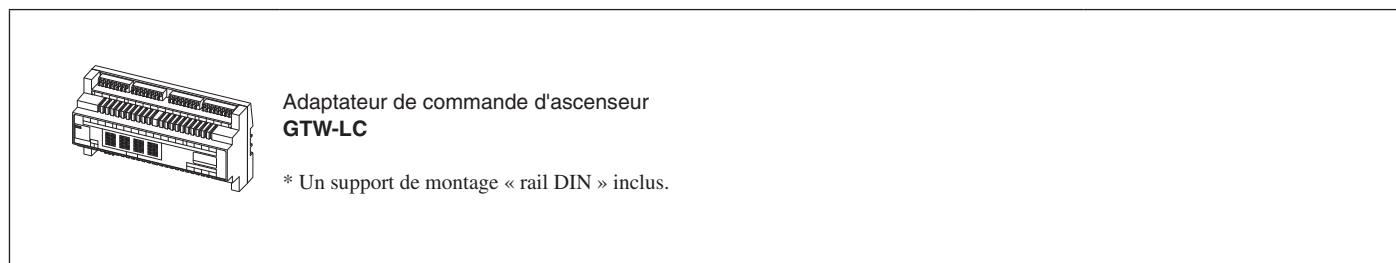 Adaptateur de commande d'ascenseur
GTW-LC
* Un support de montage « rail DIN » inclus.